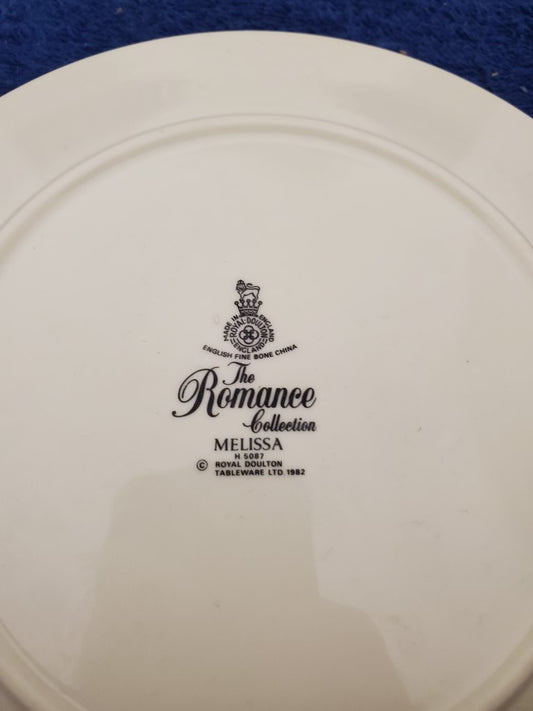 MADE IN ENGLAND
ROYAL·DOULTON
ENGLAND
ENGLISH FINE BONE CHINA
The
Romance
Collection
MELISSA
H.5087
© ROYAL DOULTON
TABLEWARE LTD 1982